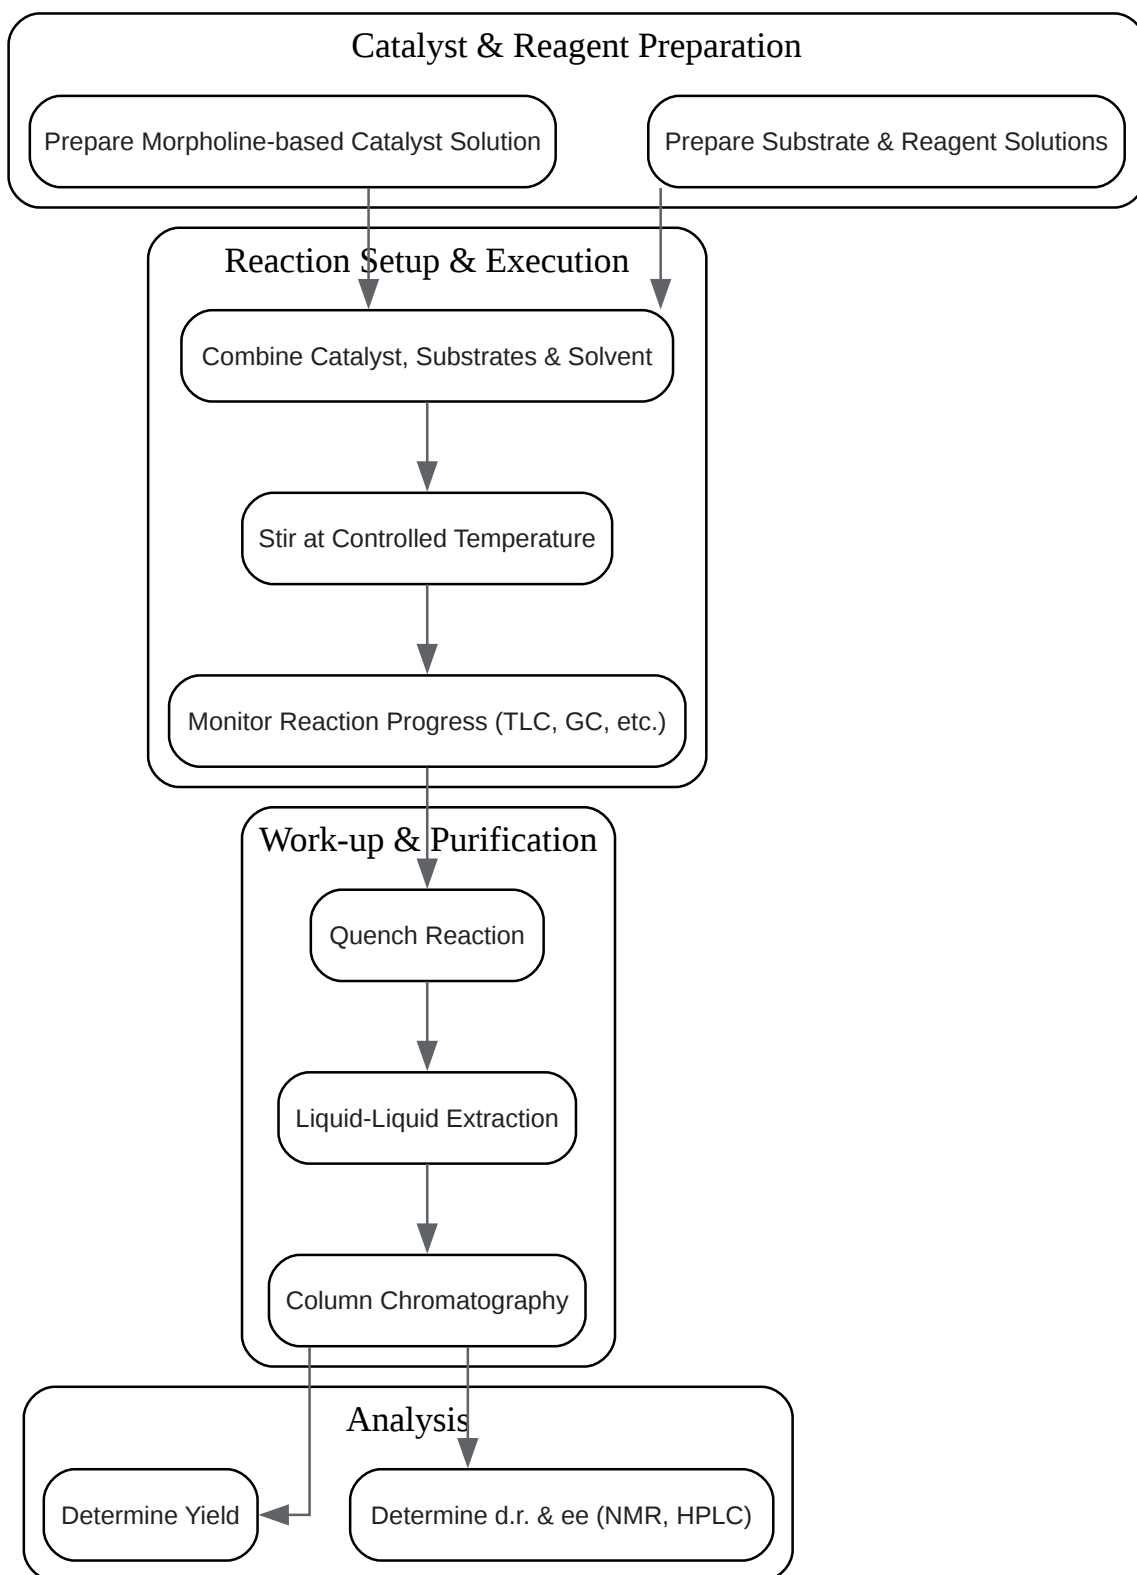 Catalyst & Reagent Preparation
Prepare Morpholine-based Catalyst Solution
Prepare Substrate & Reagent Solutions
Reaction Setup & Execution
Combine Catalyst, Substrates & Solvent
Stir at Controlled Temperature
Monitor Reaction Progress (TLC, GC, etc.)
Work-up & Purification
Quench Reaction
Liquid-Liquid Extraction
Column Chromatography
Analysis
Determine Yield
Determine d.r. & ee (NMR, HPLC)